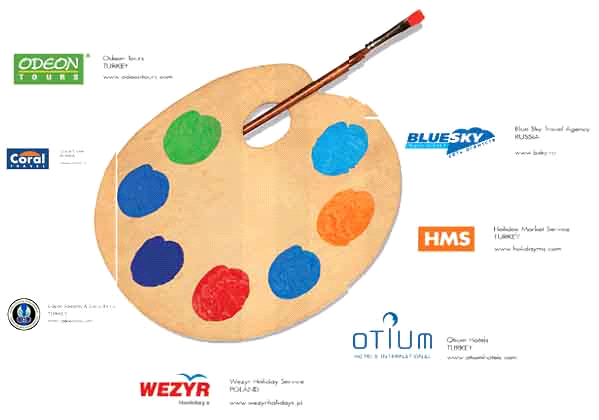 ODEON
TOURS
®
Odeon Tours
TURKEY
www.odeontours.com
BLUESKY
Blue Sky Travel Agency
RUSSIA
www.bsky.ru
Coral
TRAVEL
HMS
Holiday Market Service
TURKEY
www.holidayms.com
TURKEY
OTIUM
HOTELS INTERNATIONAL
Otium Hotels
TURKEY
www.otiumhotels.com
WEZYR
Holidays
Wezyr Holiday Service
POLAND
www.wezyrholidays.pl